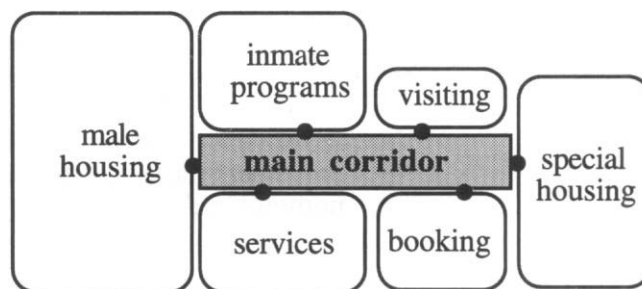 inmate
programs
visiting
male
housing
main corridor
special
housing
services
booking